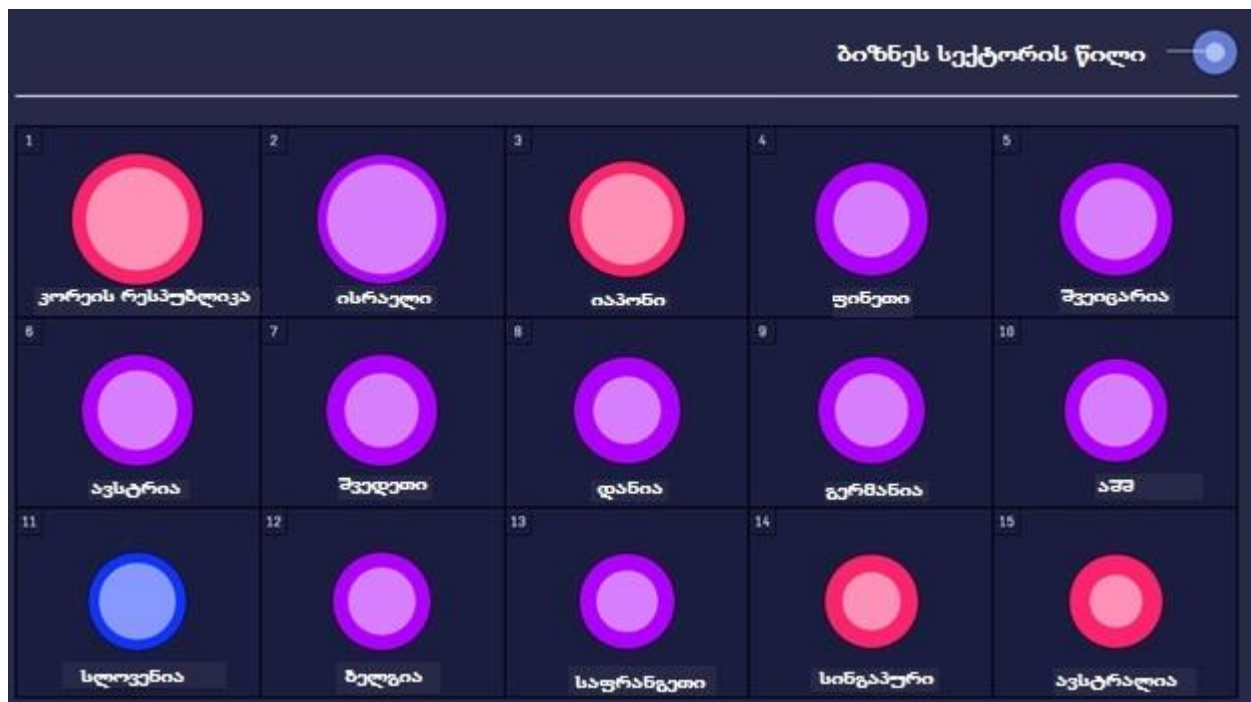 ბიზნეს სექტორის წილი
1
კორეის რესპუბლიკა
2
ისრაელი
3
იაპონი
4
ფინეთი
5
შვეიცარია
6
ავსტრია
7
შვედეთი
8
დანია
9
გერმანია
10
აშშ
11
სლოვენია
12
ბელგია
13
საფრანგეთი
14
სინგაპური
15
ავსტრალია